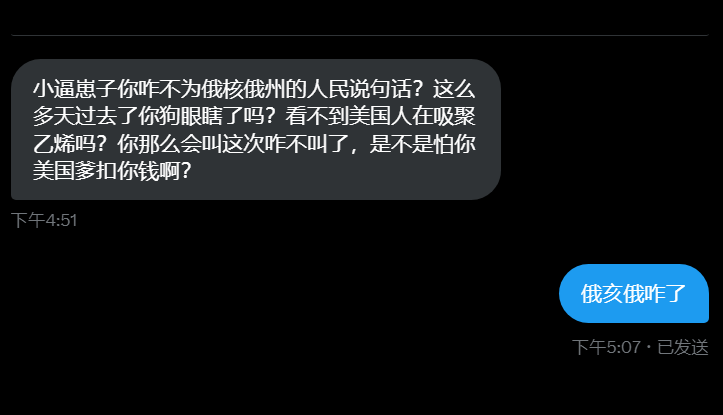 小逼崽子你咋不为俄核俄州的人民说句话？这么
多天过去了你狗眼瞎了吗？看不到美国人在吸聚
乙烯吗？你那么会叫这次咋不叫了，是不是怕你
美国爹扣你钱啊？
下午4:51
俄亥俄咋了
下午5:07 · 已发送